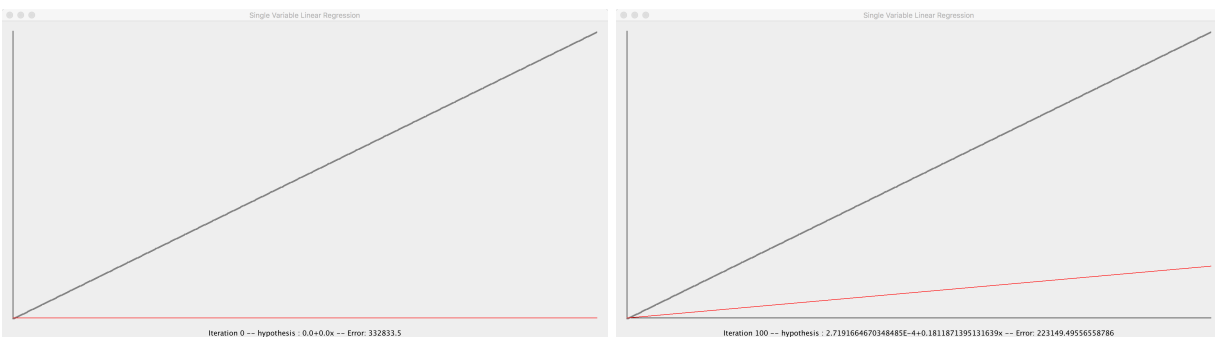 Single Variable Linear Regression
Iteration 0 -- hypothesis : 0.0+0.0x -- Error: 332833.5
Single Variable Linear Regression
Iteration 100 -- hypothesis : 2.7191664670348485E-4+0.1811871395131639x -- Error: 223149.49556558786